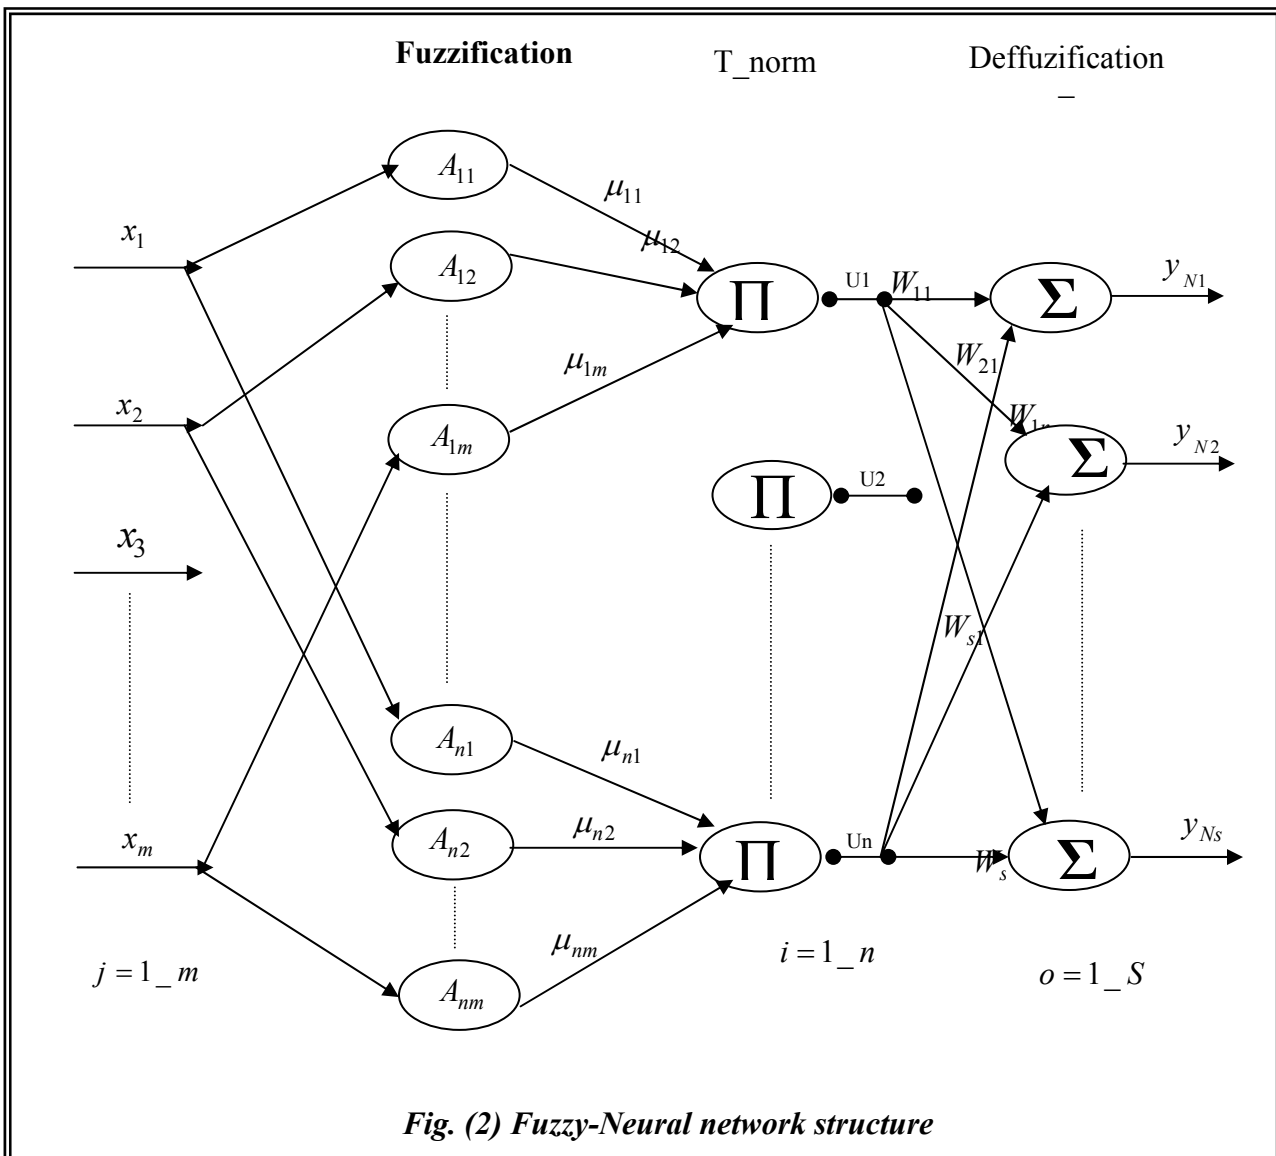 Fuzzification T_norm Deffuzification
_
A11
μ11
x1
μ12
A12
U1 W11 yN1
Π Σ
W21
μ1m
x2
A1m
yN2
Π U2 Σ
x3
Ws1
An1
μn1
μn2
xm An2 Un yNs
Π Ws Σ
μnm
i = 1_n
j = 1_m o = 1_S
Anm
Fig. (2) Fuzzy-Neural network structure